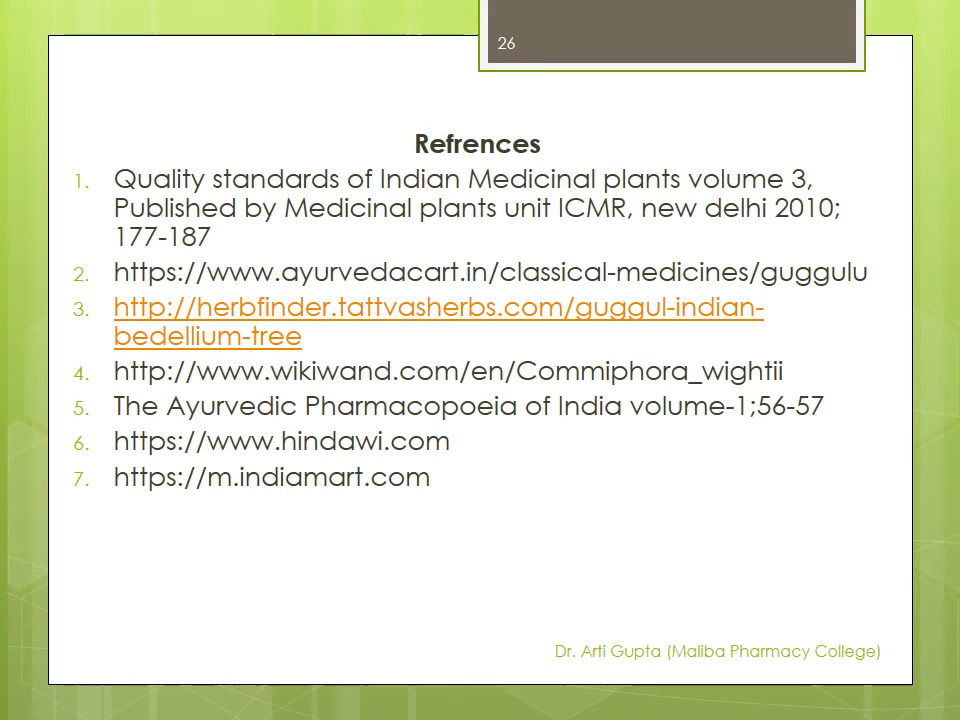 26
Refrences
1. Quality standards of Indian Medicinal plants volume 3,
Published by Medicinal plants unit ICMR, new delhi 2010;
177-187
2. https://www.ayurvedacart.in/classical-medicines/guggulu
3. http://herbfinder.tattvasherbs.com/guggul-indian-
bedellium-tree
4. http://www.wikiwand.com/en/Commiphora_wightii
5. The Ayurvedic Pharmacopoeia of India volume-1;56-57
6. https://www.hindawi.com
7. https://m.indiamart.com
Dr. Arti Gupta (Maliba Pharmacy College)